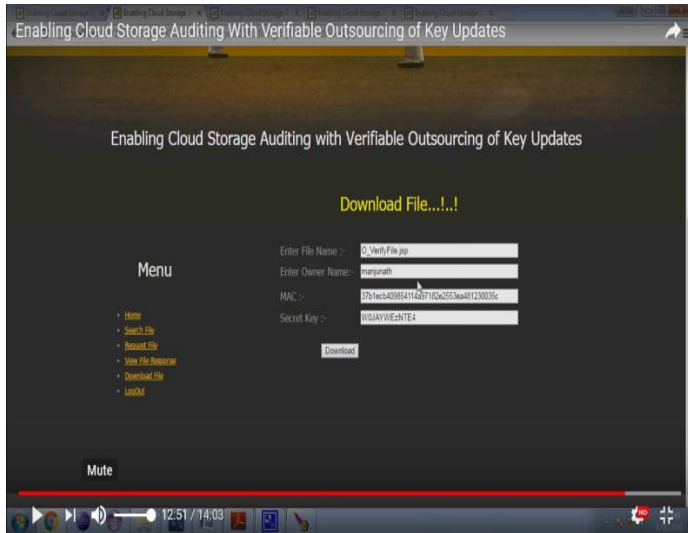 Enabling Cloud Storage Auditing With Verifiable Outsourcing of Key Updates
Enabling Cloud Storage Auditing with Verifiable Outsourcing of Key Updates
Download File...!..!
Menu
Home
Search File
Request File
View File Response
Download File
LogOut
Enter File Name :- O_VerifyFile.jsp
Enter Owner Name:- manjunath
MAC :-
Secret Key :- W0JAYWEzNTE4
Download
Mute
12:51 / 14:03
HD